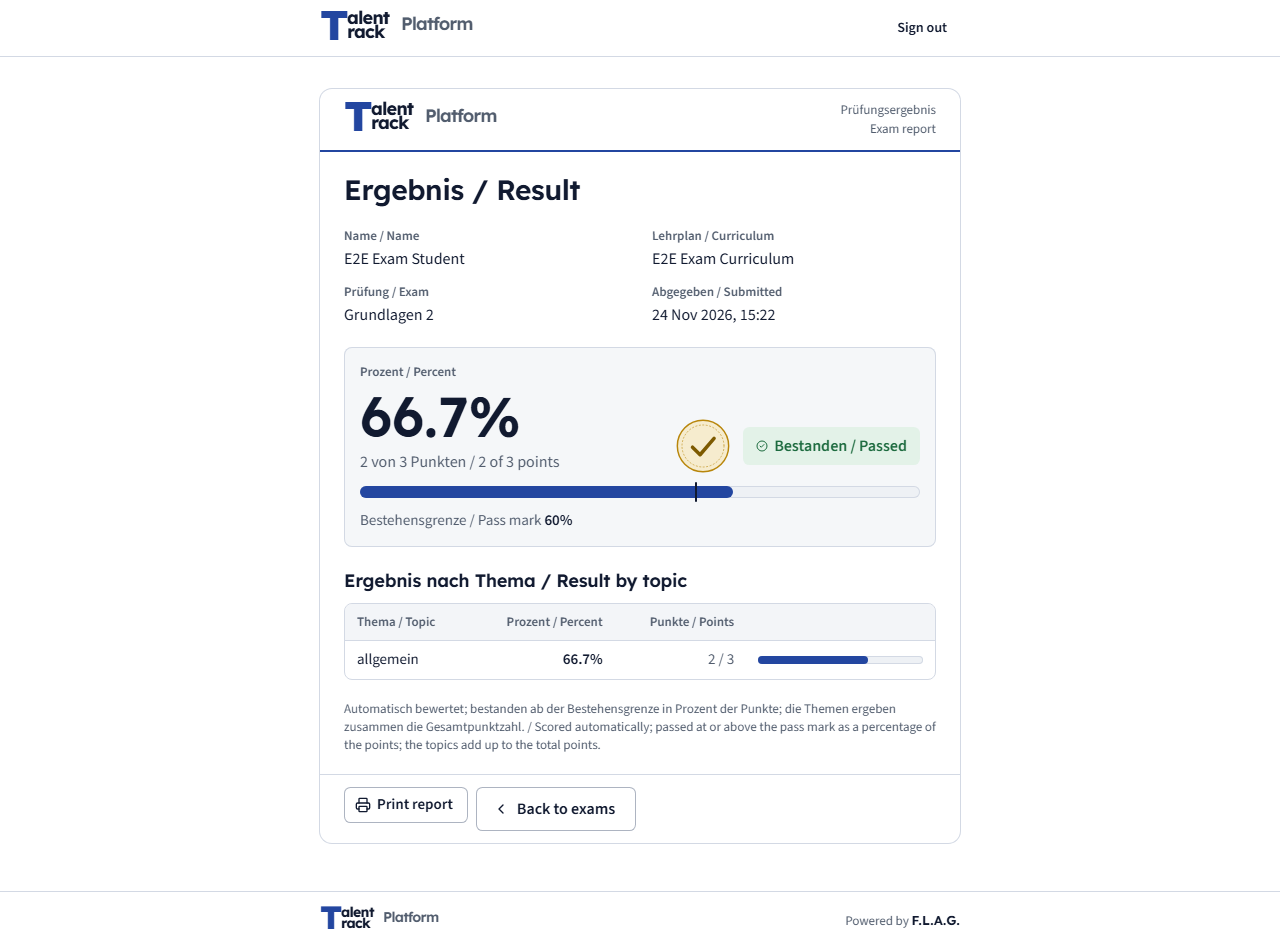 Talent
rack Platform
Sign out
Talent
rack Platform
Prüfungsergebnis
Exam report
Ergebnis / Result
Name / Name
E2E Exam Student
Lehrplan / Curriculum
E2E Exam Curriculum
Prüfung / Exam
Grundlagen 2
Abgegeben / Submitted
24 Nov 2026, 15:22
Prozent / Percent
66.7%
2 von 3 Punkten / 2 of 3 points
Bestanden / Passed
Bestehensgrenze / Pass mark 60%
Ergebnis nach Thema / Result by topic
Thema / Topic Prozent / Percent Punkte / Points
allgemein 66.7% 2 / 3
Automatisch bewertet; bestanden ab der Bestehensgrenze in Prozent der Punkte; die Themen ergeben
zusammen die Gesamtpunktzahl. / Scored automatically; passed at or above the pass mark as a percentage of
the points; the topics add up to the total points.
Print report
Back to exams
Talent
rack Platform
Powered by F.L.A.G.